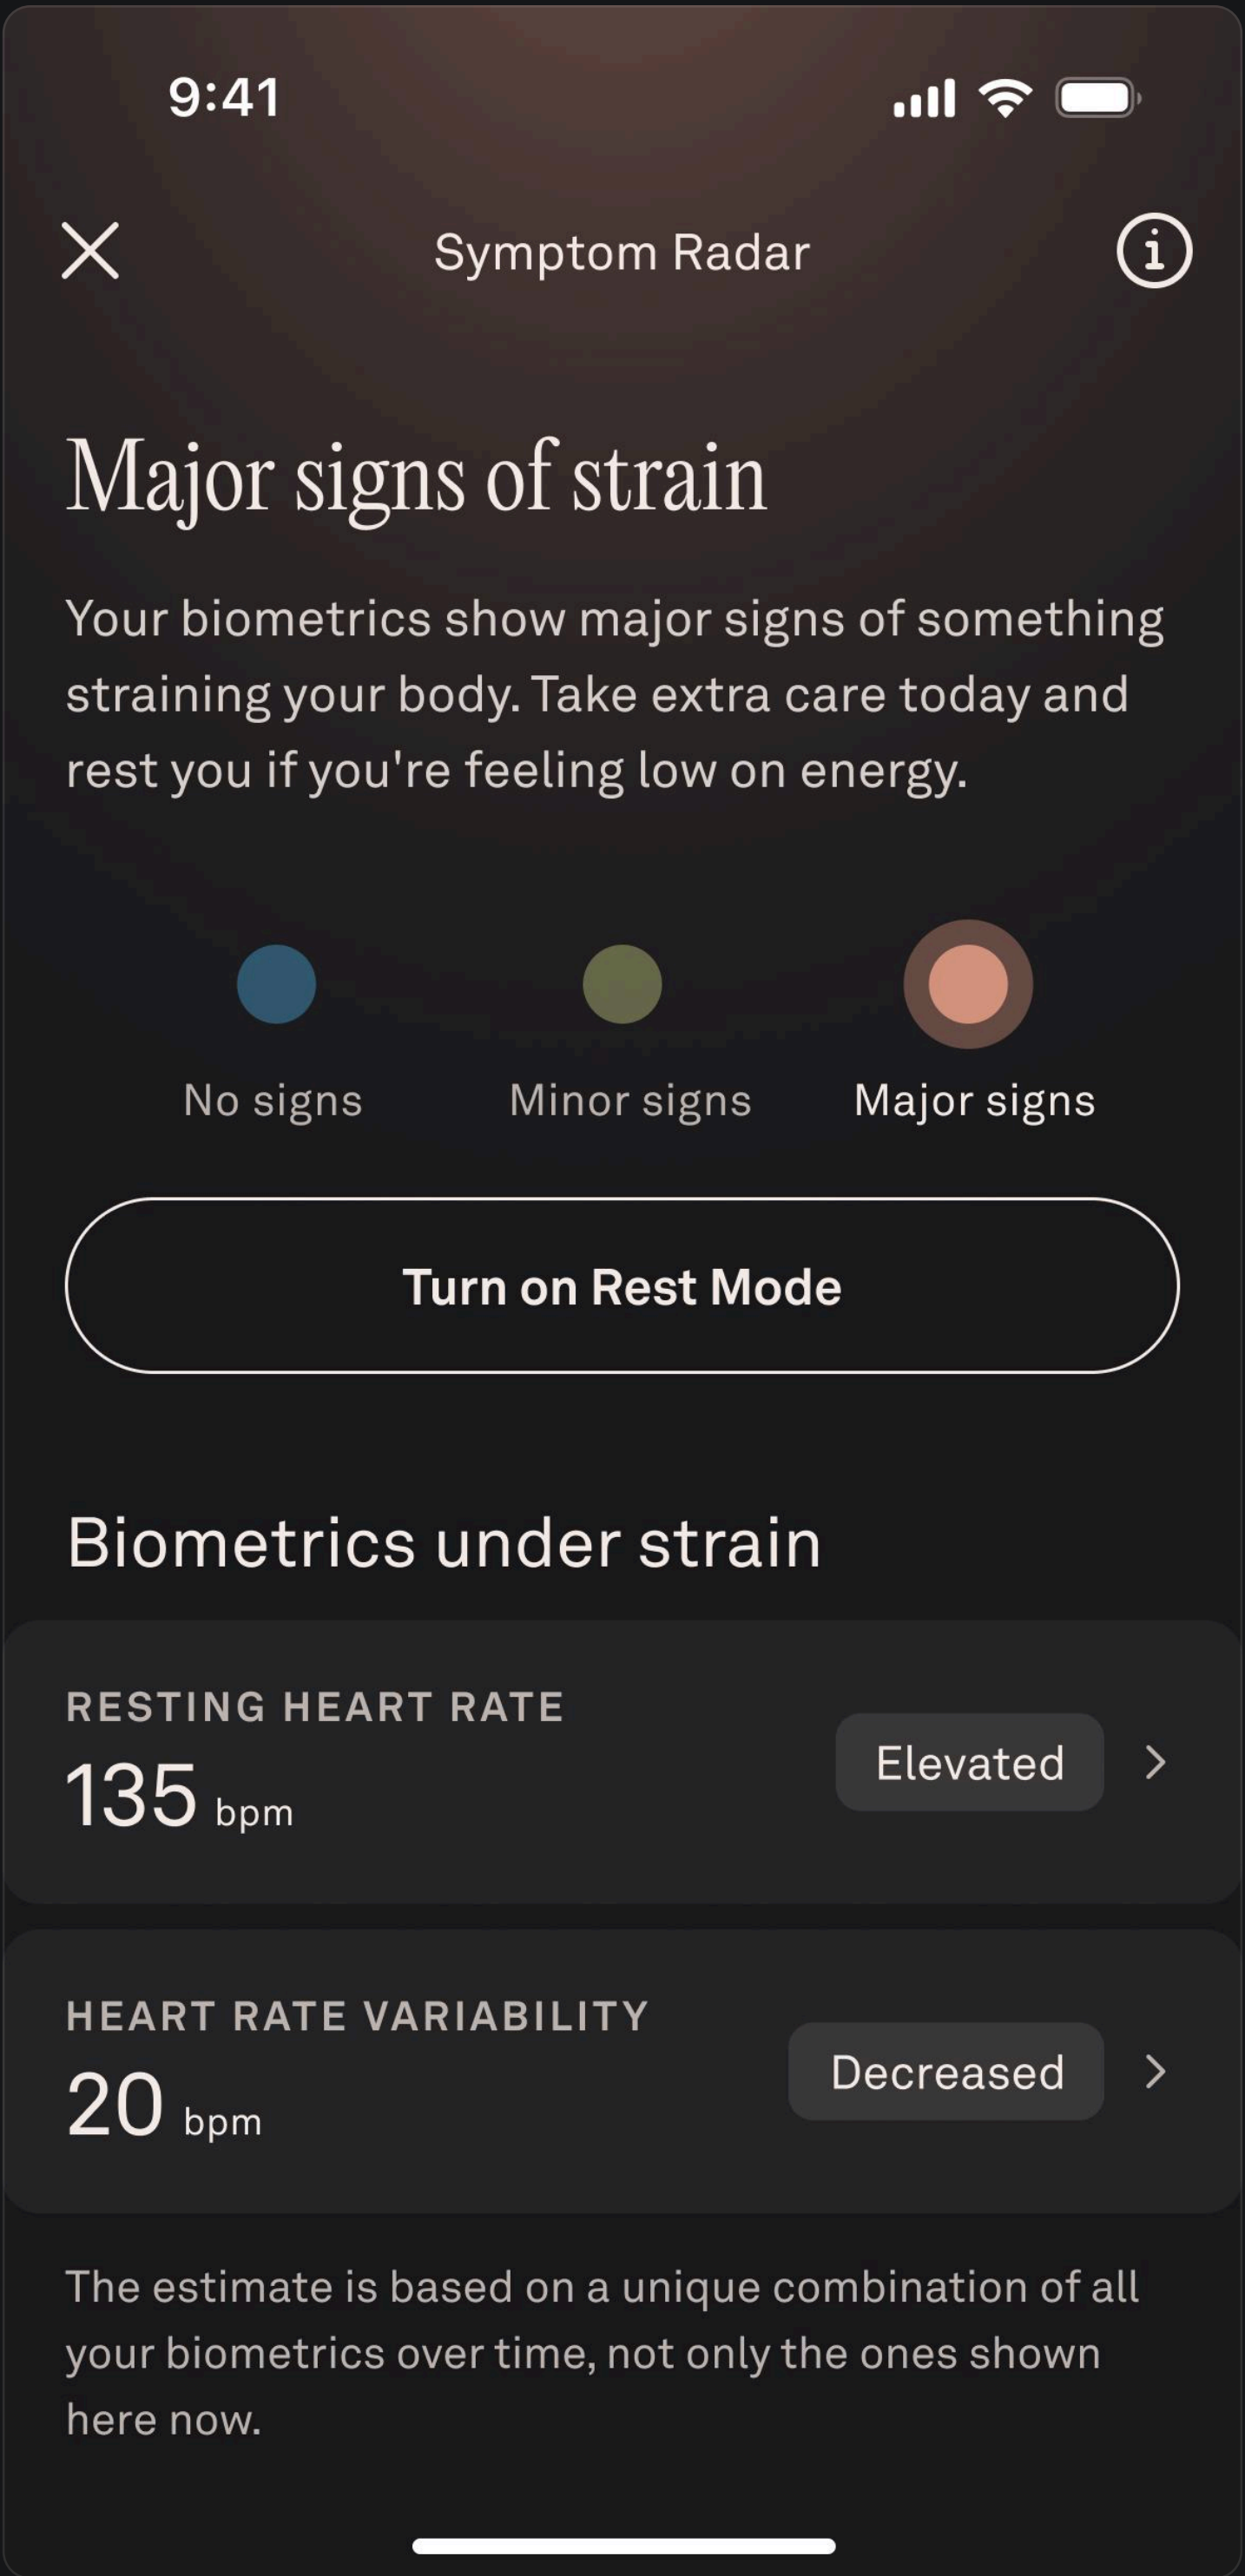 9:41
Symptom Radar
Major signs of strain
Your biometrics show major signs of something
straining your body. Take extra care today and
rest you if you're feeling low on energy.
No signs
Minor signs
Major signs
Turn on Rest Mode
Biometrics under strain
RESTING HEART RATE
135 bpm
Elevated
HEART RATE VARIABILITY
20 bpm
Decreased
The estimate is based on a unique combination of all
your biometrics over time, not only the ones shown
here now.